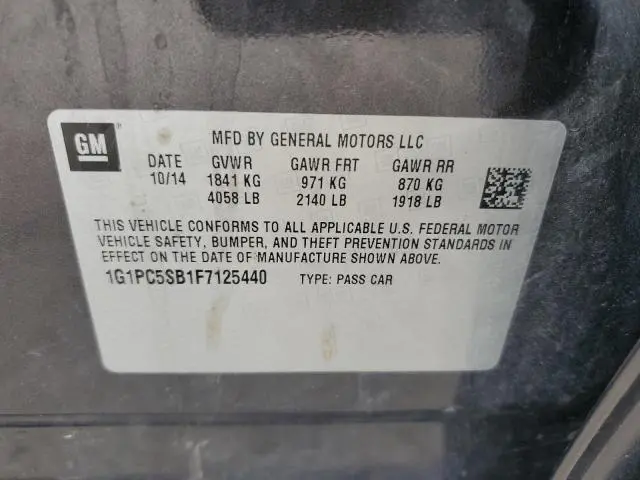 GM
MFD BY GENERAL MOTORS LLC
DATE GVWR GAWR FRT GAWR RR
10/14 1841 KG 971 KG 870 KG
4058 LB 2140 LB 1918 LB
THIS VEHICLE CONFORMS TO ALL APPLICABLE U.S. FEDERAL MOTOR
VEHICLE SAFETY, BUMPER, AND THEFT PREVENTION STANDARDS IN
EFFECT ON THE DATE OF MANUFACTURE SHOWN ABOVE.
1G1PC5SB1F7125440 TYPE: PASS CAR